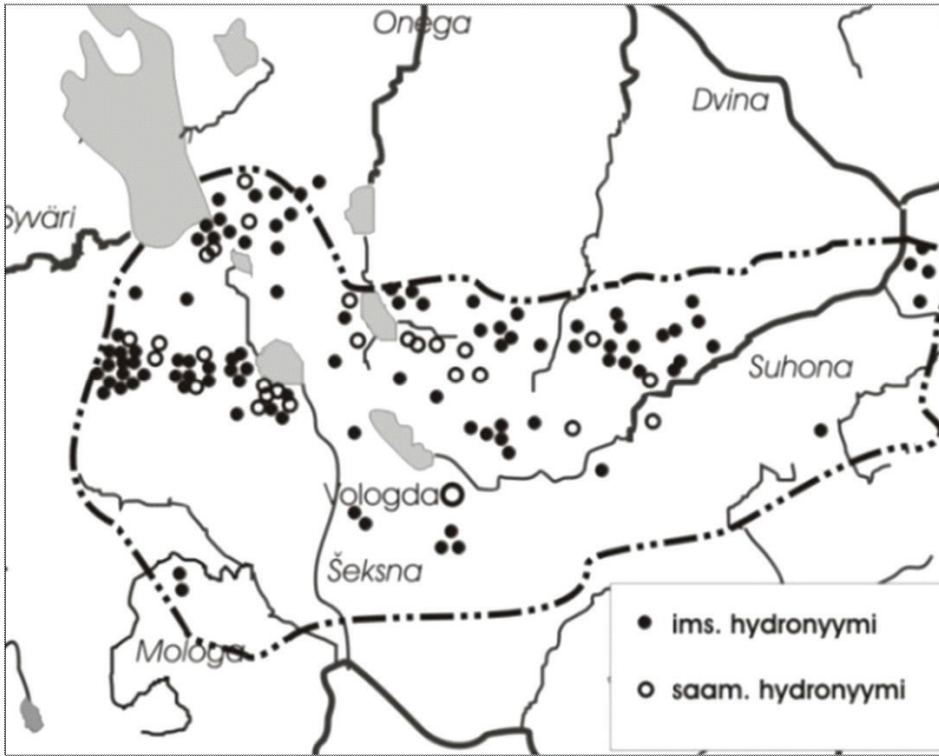 Onega
Dvina
Syväri
Suhona
Vologda
Šeksna
Mologa
ims. hydronyymi
saam. hydronyymi